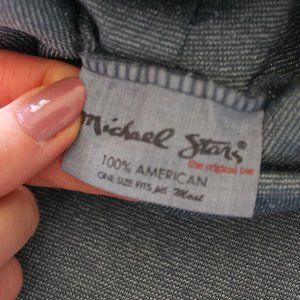 Michael Stars®
the original tee
100% AMERICAN
ONE SIZE FITS All Most